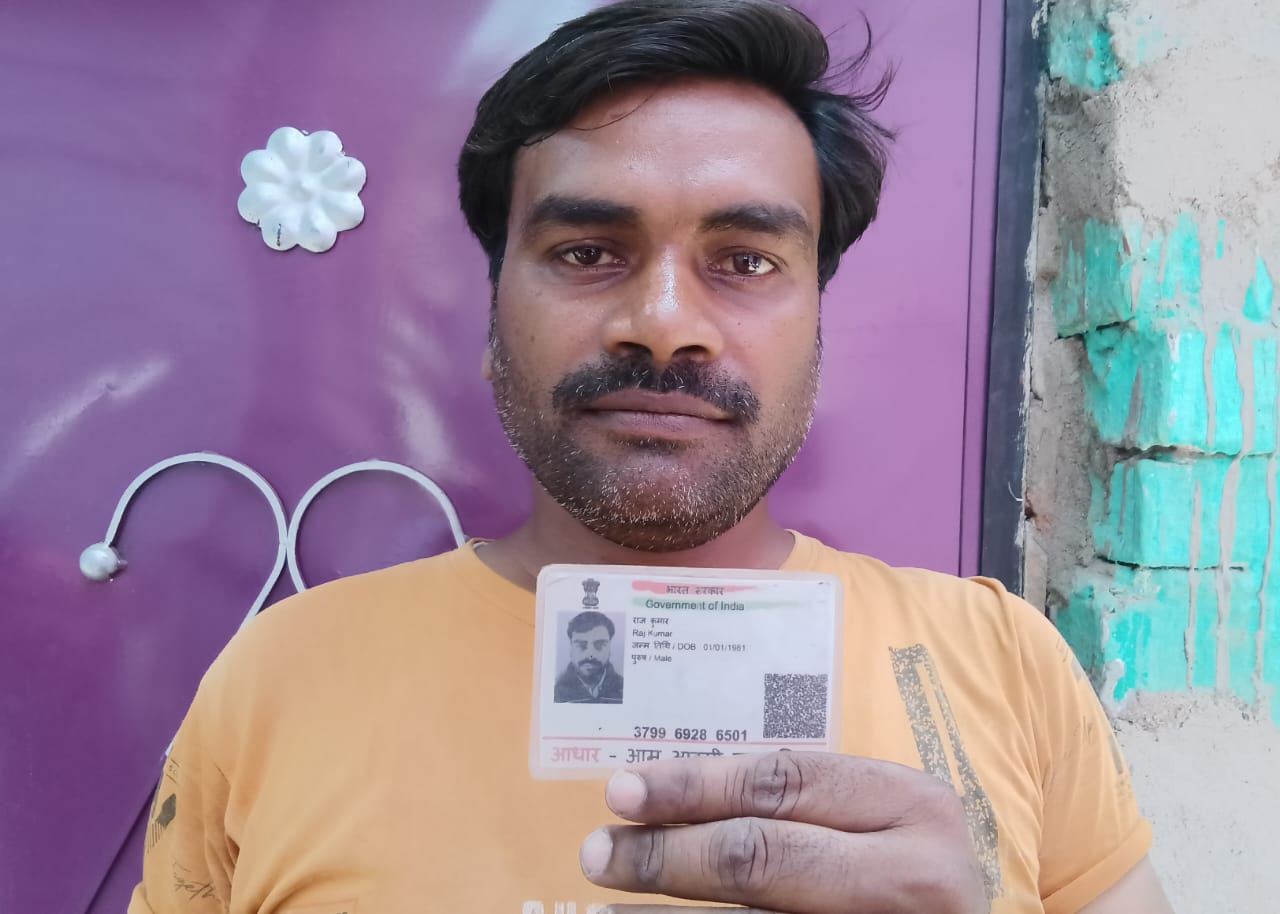 भारत सरकार
Government of India
राज कुमार
Raj Kumar
जन्म तिथि / DOB 01/01/1981
पुरुष / Male
3799 6928 6501
आधार - आम